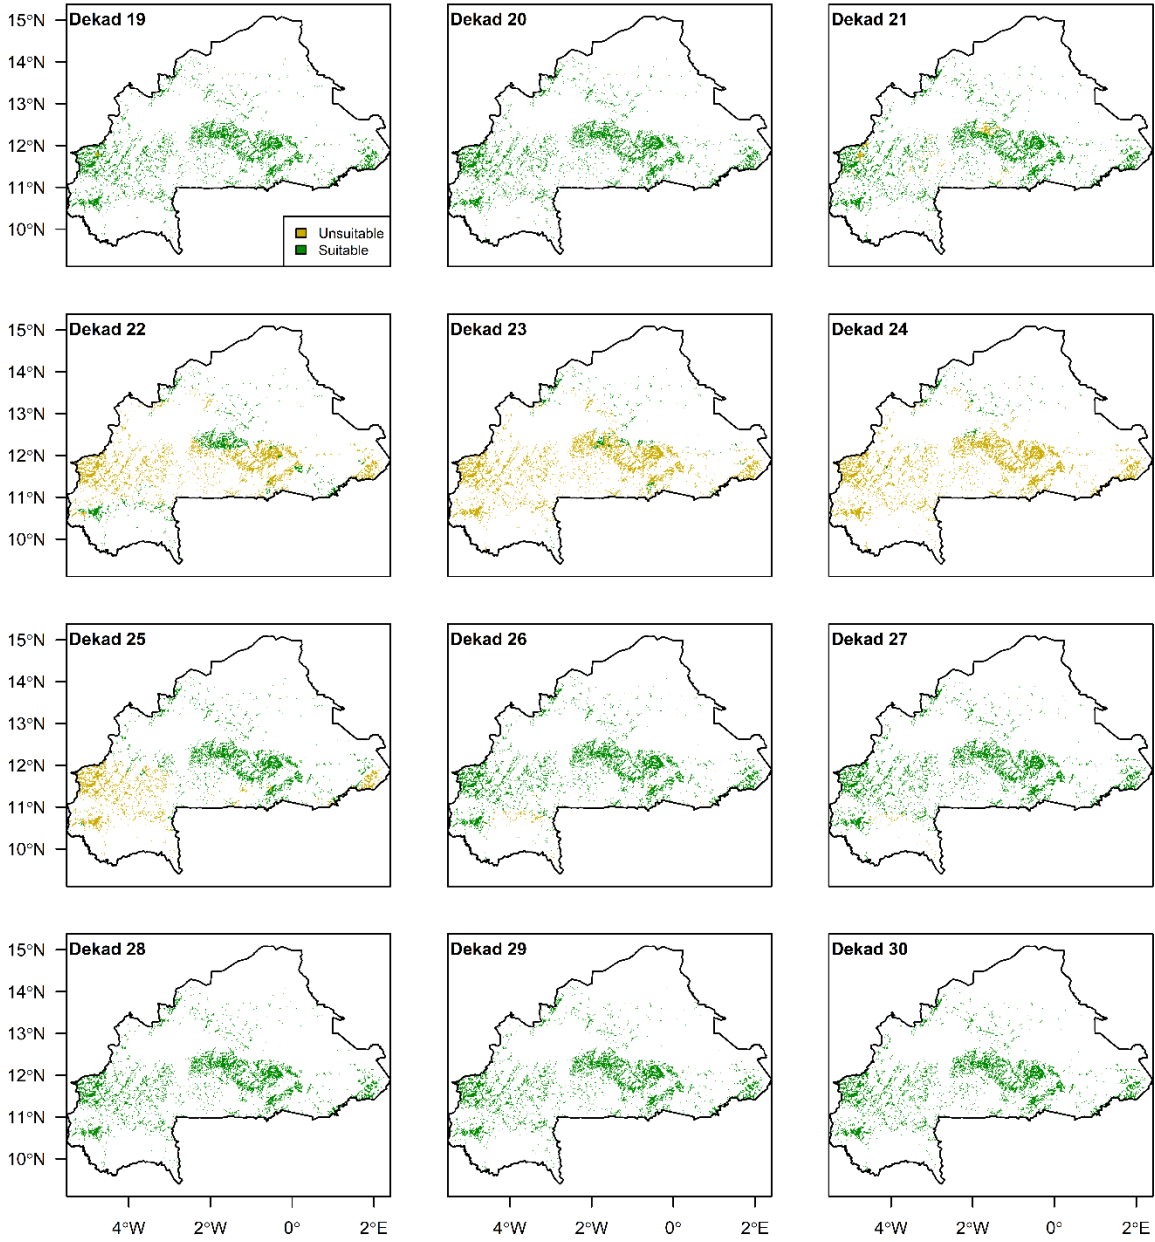 Dekad 19
Dekad 20
Dekad 21
15°N
14°N
13°N
12°N
11°N
10°N
Unsuitable
Suitable
Dekad 22
Dekad 23
Dekad 24
15°N
14°N
13°N
12°N
11°N
10°N
Dekad 25
Dekad 26
Dekad 27
15°N
14°N
13°N
12°N
11°N
10°N
Dekad 28
Dekad 29
Dekad 30
15°N
14°N
13°N
12°N
11°N
10°N
4°W 2°W 0° 2°E
4°W 2°W 0° 2°E
4°W 2°W 0° 2°E